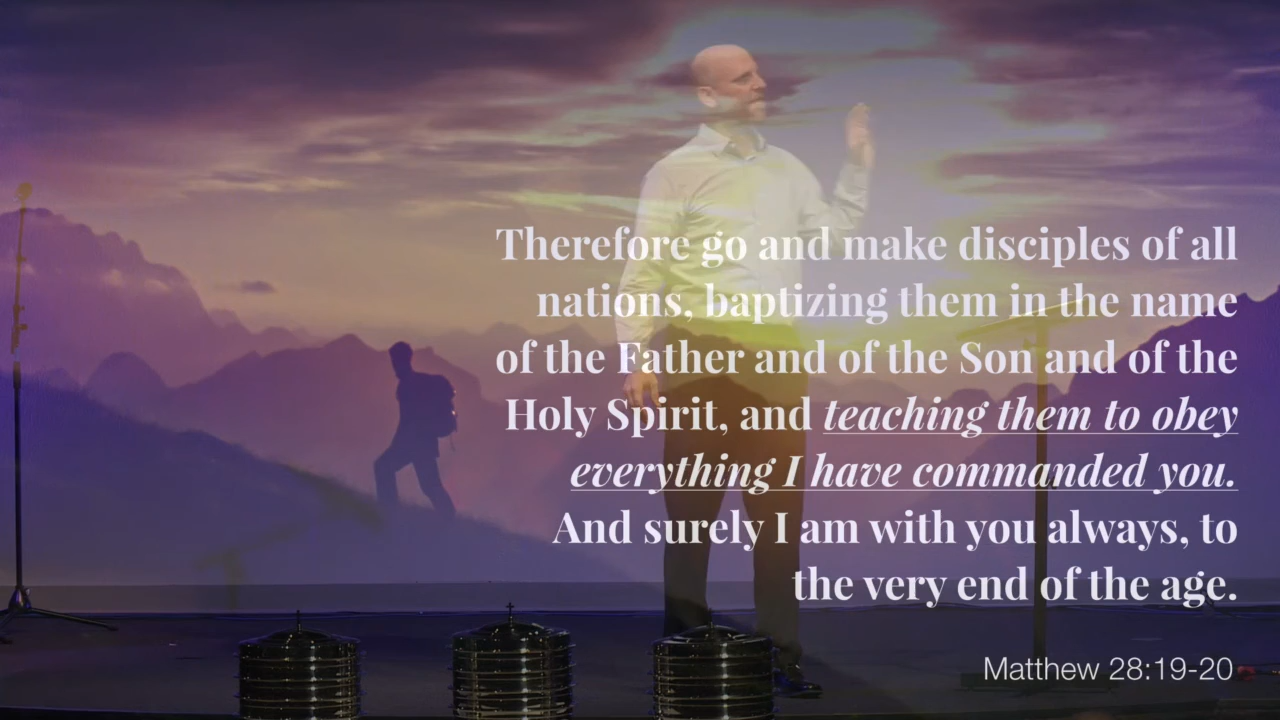 Therefore go and make disciples of all
nations, baptizing them in the name
of the Father and of the Son and of the
Holy Spirit, and teaching them to obey
everything I have commanded you.
And surely I am with you always, to
the very end of the age.
Matthew 28:19-20